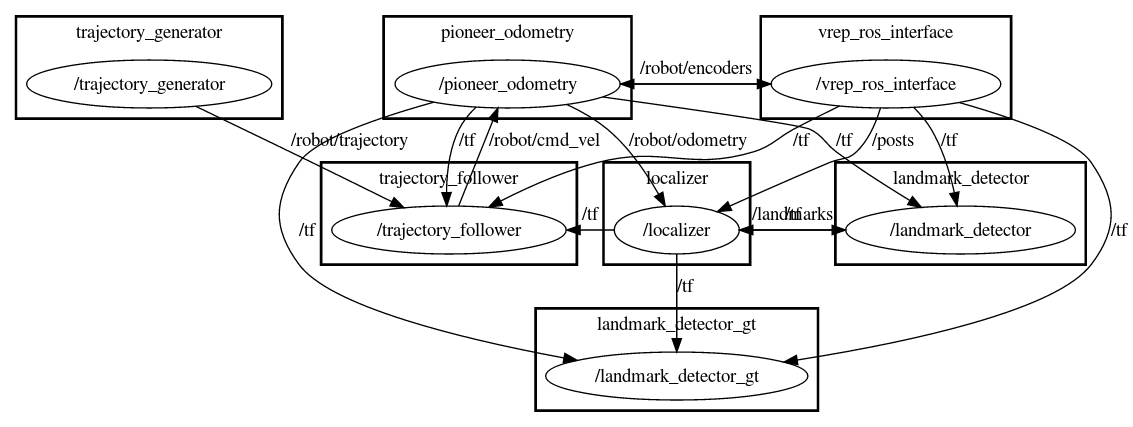 trajectory_generator
pioneer_odometry
vrep_ros_interface
/robot/encoders
/trajectory_generator
/pioneer_odometry
/vrep_ros_interface
/robot/trajectory
/tf
/robot/cmd_vel
/robot/odometry
/tf
/tf
/posts
/tf
trajectory_follower
localizer
landmark_detector
/tf
/landmarks
/tf
/tf
/trajectory_follower
/localizer
/landmark_detector
/tf
/tf
landmark_detector_gt
/landmark_detector_gt